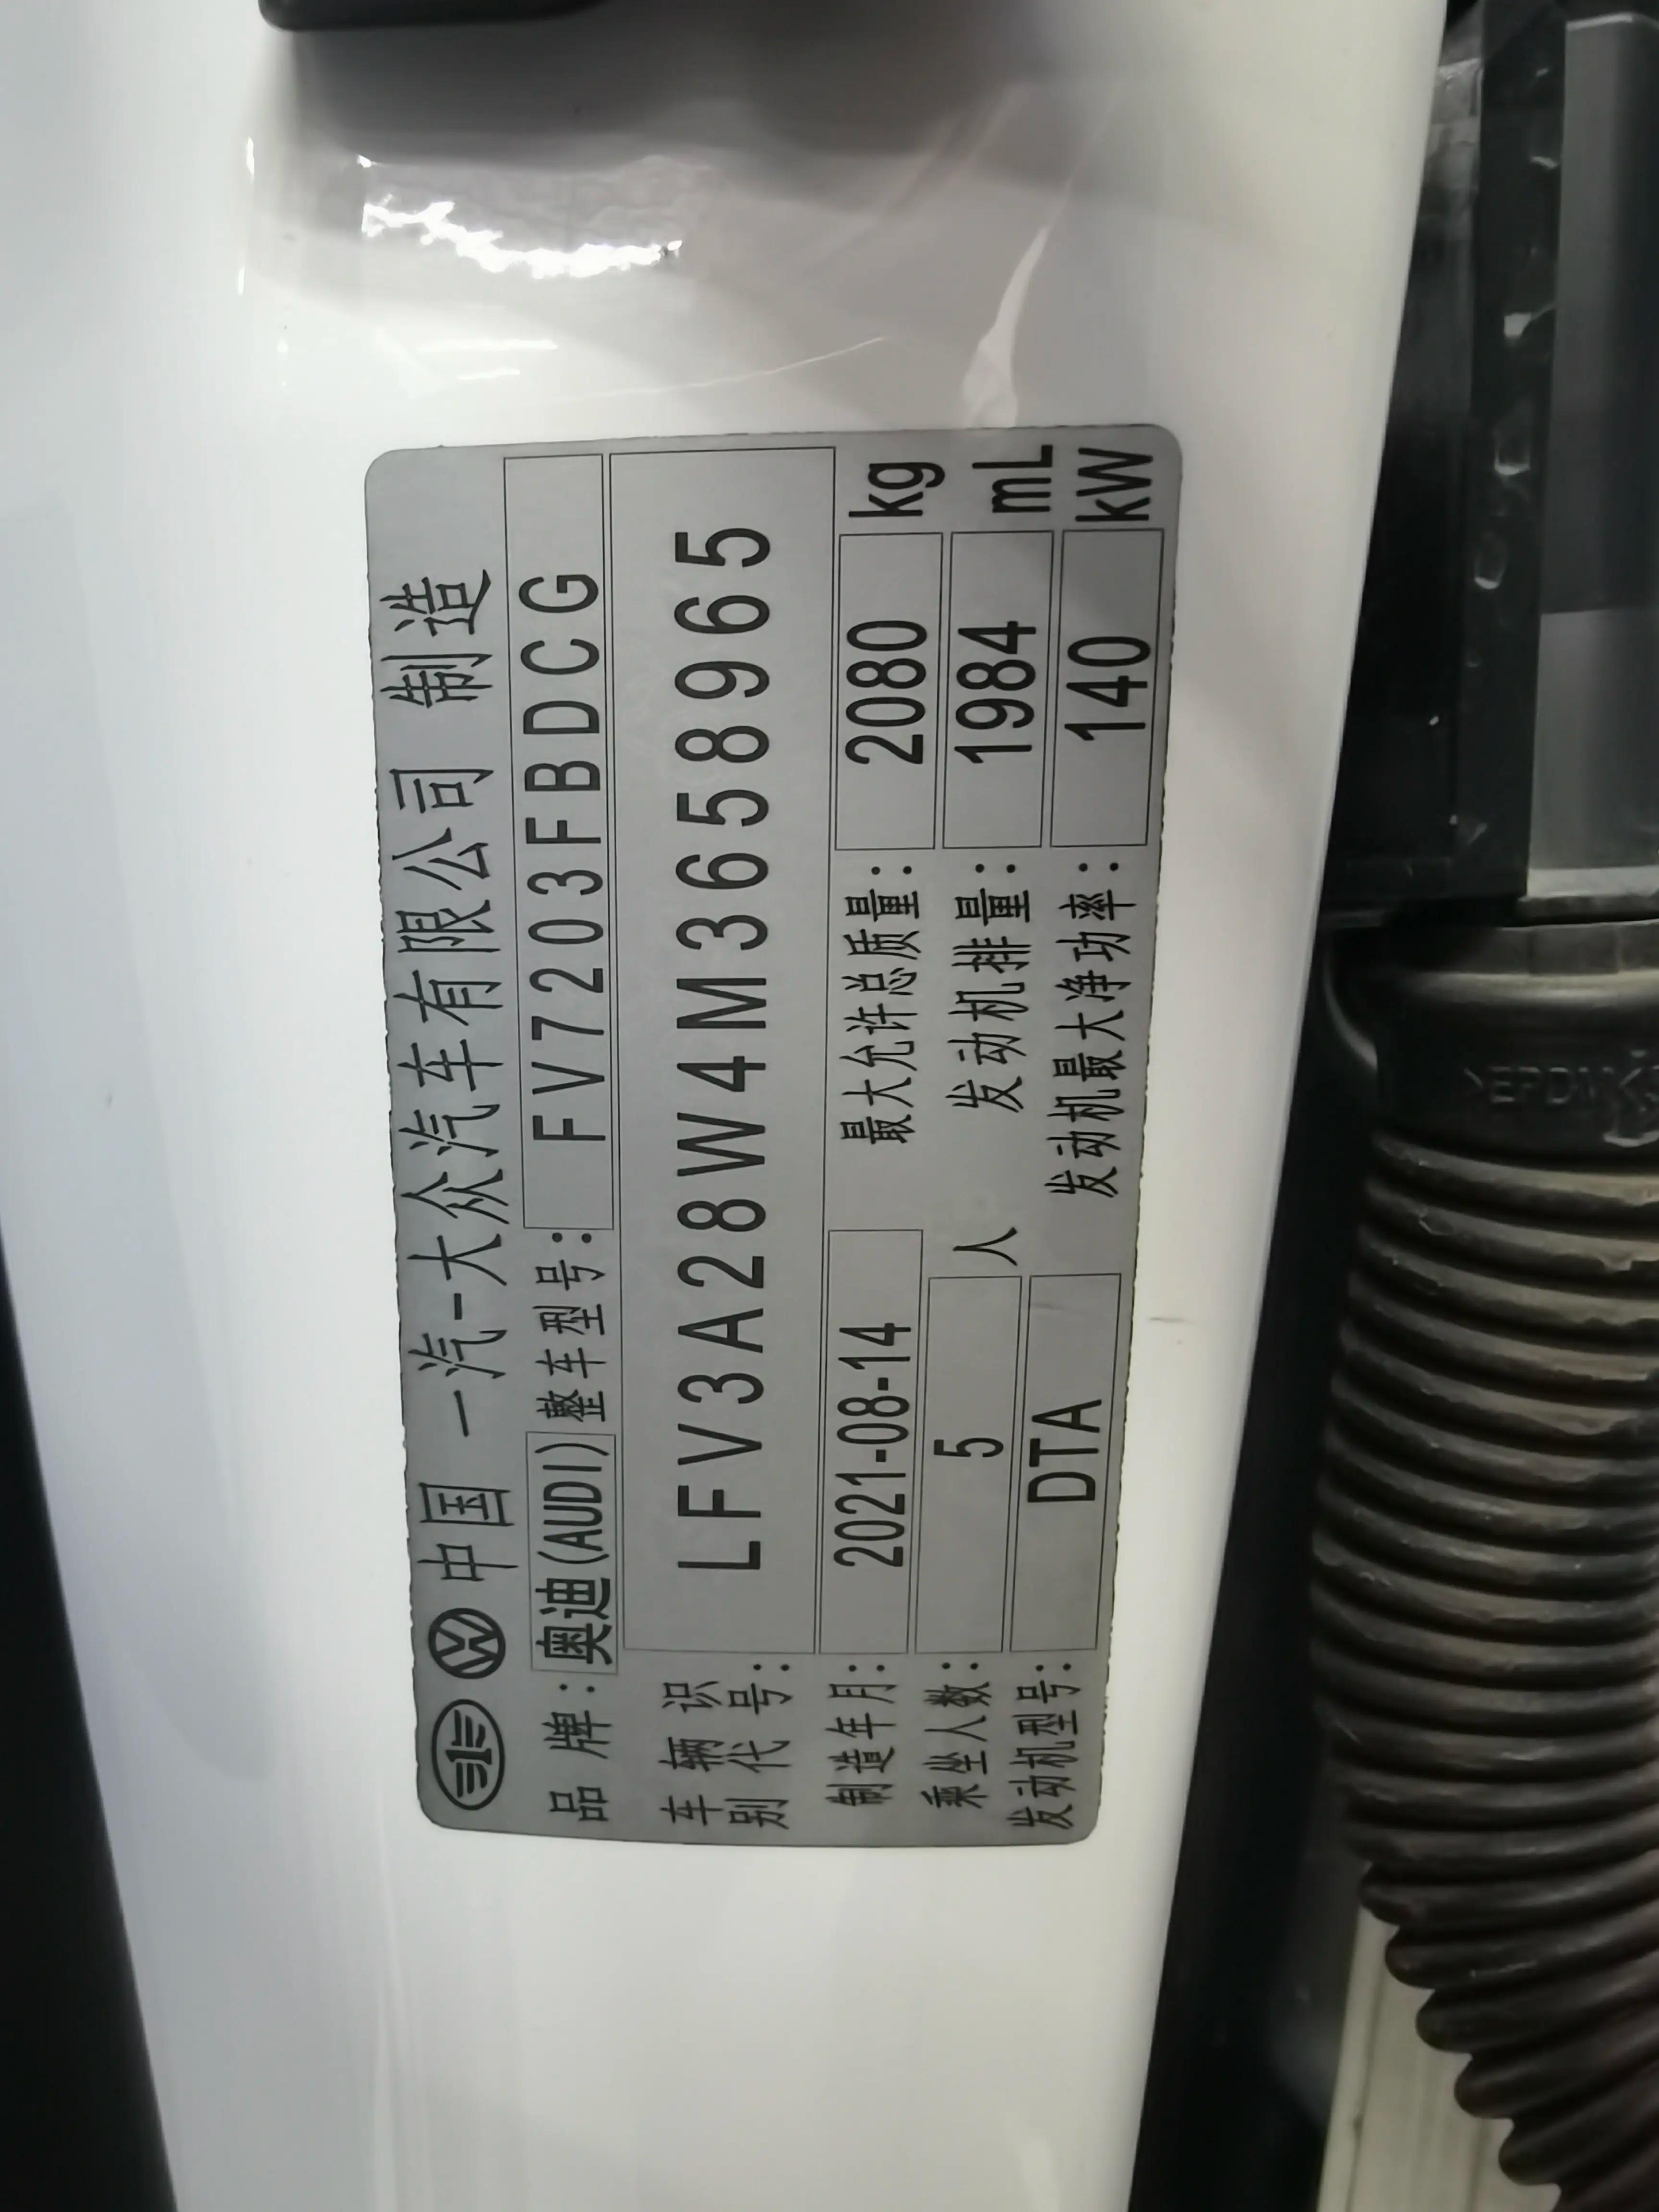 中国 一汽-大众汽车有限公司 制造
品牌：奥迪(AUDI) 整车型号：FV7203FBDCG
车辆识别代号：LFV3A28W4M3658965
制造年月：2021-08-14 最大允许总质量：2080 kg
乘坐人数：5 人 发动机排量：1984 mL
发动机型号：DTA 发动机最大净功率：140 kW